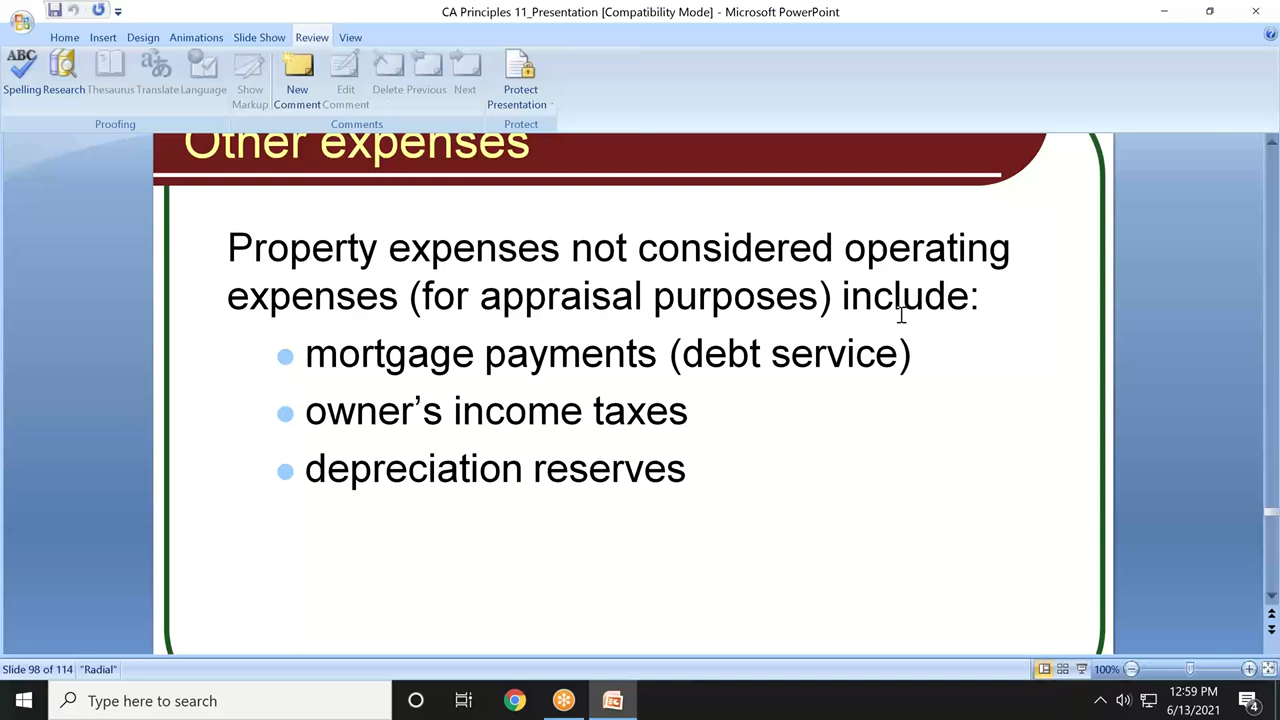 CA Principles 11_Presentation [Compatibility Mode] - Microsoft PowerPoint
Home Insert Design Animations Slide Show Review View
ABC
Spelling Research Thesaurus Translate Language Show Markup New Comment Edit Comment Delete Previous Next Protect Presentation
Proofing Comments Protect
Other expenses
Property expenses not considered operating
expenses (for appraisal purposes) include:
mortgage payments (debt service)
owner’s income taxes
depreciation reserves
Slide 98 of 114 "Radial" 100%
Type here to search
12:59 PM
6/13/2021
4